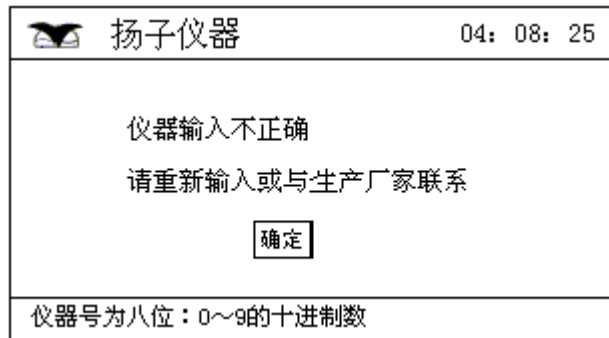 扬子仪器 04：08：25
仪器输入不正确
请重新输入或与生产厂家联系
确定
仪器号为八位：0～9的十进制数